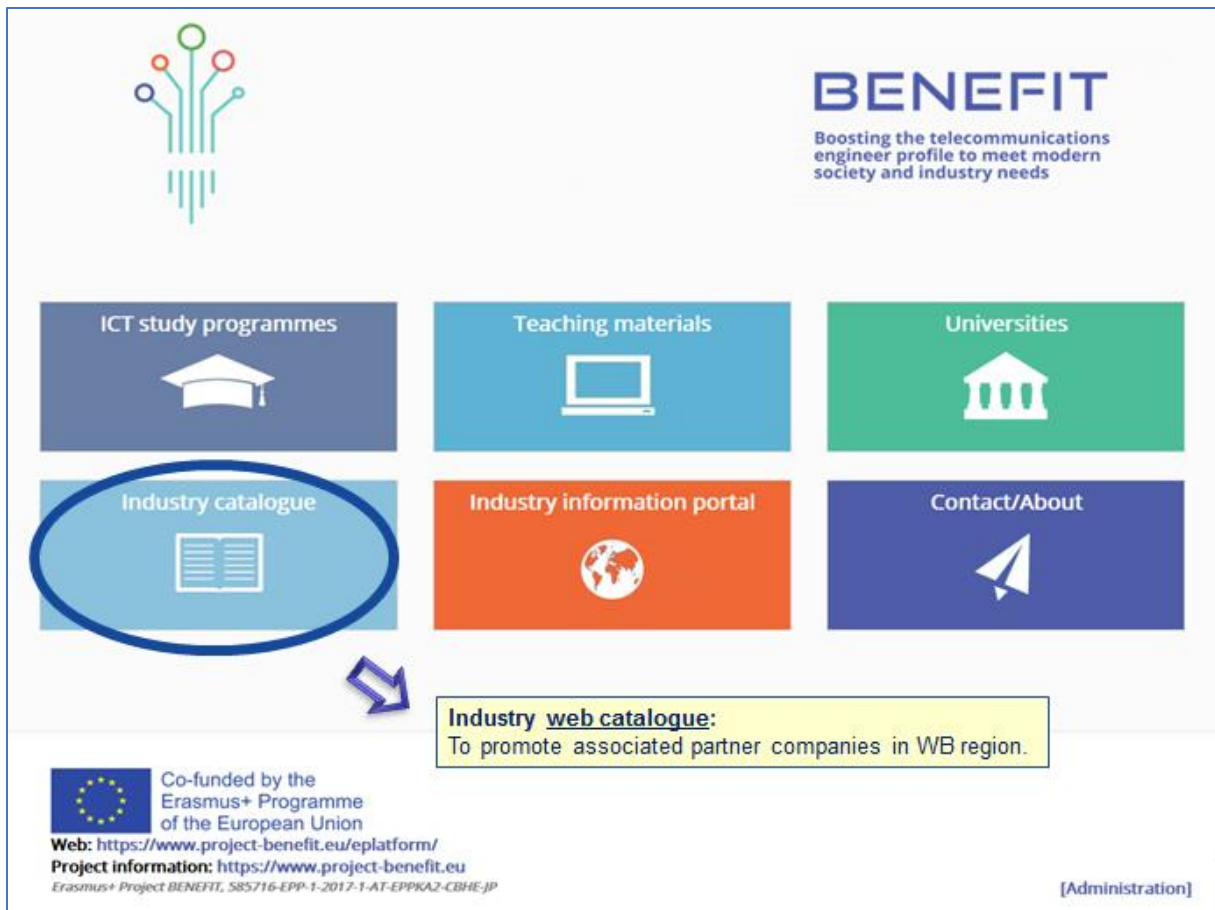 BENEFIT
Boosting the telecommunications
engineer profile to meet modern
society and industry needs
ICT study programmes
Teaching materials
Universities
Industry catalogue
Industry information portal
Contact/About
Industry web catalogue:
To promote associated partner companies in WB region.
Co-funded by the
Erasmus+ Programme
of the European Union
Web: https://www.project-benefit.eu/eplatform/
Project information: https://www.project-benefit.eu
Erasmus+ Project BENEFIT, 585716-EPP-1-2017-1-AT-EPPKA2-CBHE-JP
[Administration]